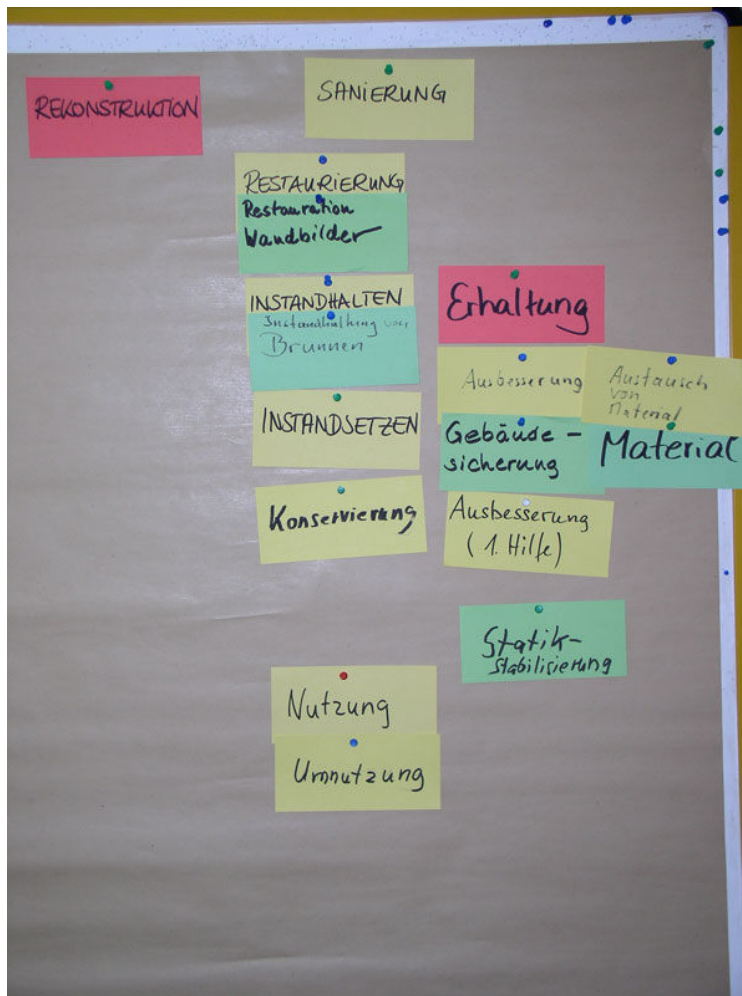 REKONSTRUKTION
SANIERUNG
RESTAURIERUNG
Restauration
Wandbilder
INSTANDHALTEN
Instandhaltung von
Brunnen
INSTANDSETZEN
Konservierung
Erhaltung
Ausbesserung
Austausch
von
Material
Gebäude-
sicherung
Material
Ausbesserung
(1. Hilfe)
Statik-
stabilisierung
Nutzung
Umnutzung